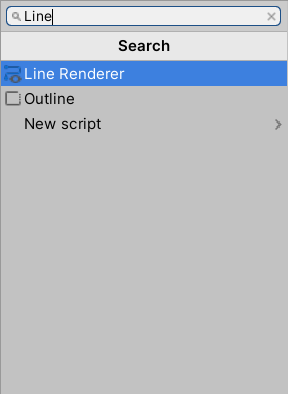 Line
Search
Line Renderer
Outline
New script